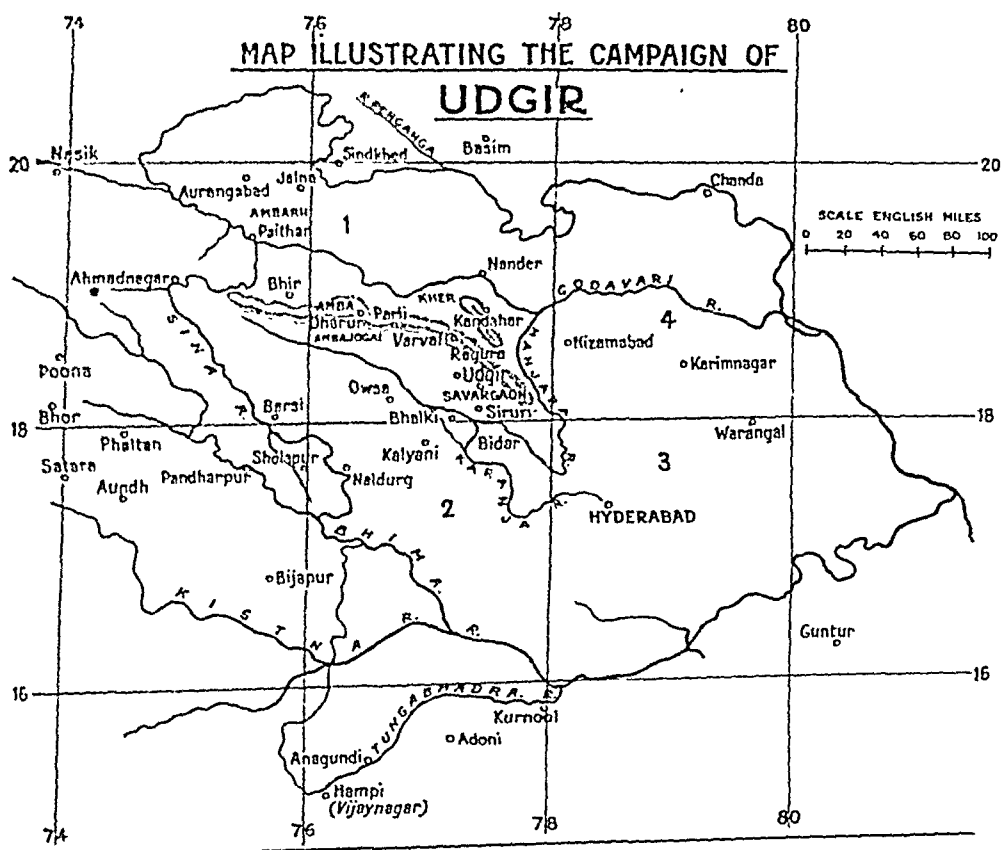 74 76 78 80
MAP ILLUSTRATING THE CAMPAIGN OF
UDGIR
R. PENGANGA
Basim
Sindkhed
20 20
Nasik
Aurangabad
Jalna
Chanda
SCALE ENGLISH MILES
0 20 40 60 80 100
AMBARH
Paithan
1
Ahmadnagar
Bhir
Nander
GODAVARI R.
KHER
Kandahar
4
AMBA
Parli
Dharur
AMBAJOGAI
Varvalt
MANJARA R.
Nizamabad
Karimnagar
SINA R.
Udgir
Poona
Owsa
SAVARGAON
Barsi
Bhalki
Sirur
Bhor
18 18
Phaltan
Warangal
Satara
Sholapur
Kalyani
Bidar
3
Aundh
Pandharpur
Naldurg
KARANJA R.
2
HYDERABAD
BHIMA R.
Bijapur
KISTNA R.
Guntur
16 16
TUNGABHADRA R.
Kurnool
Adoni
Anagundi
Hampi
(Vijaynagar)
74 76 78 80